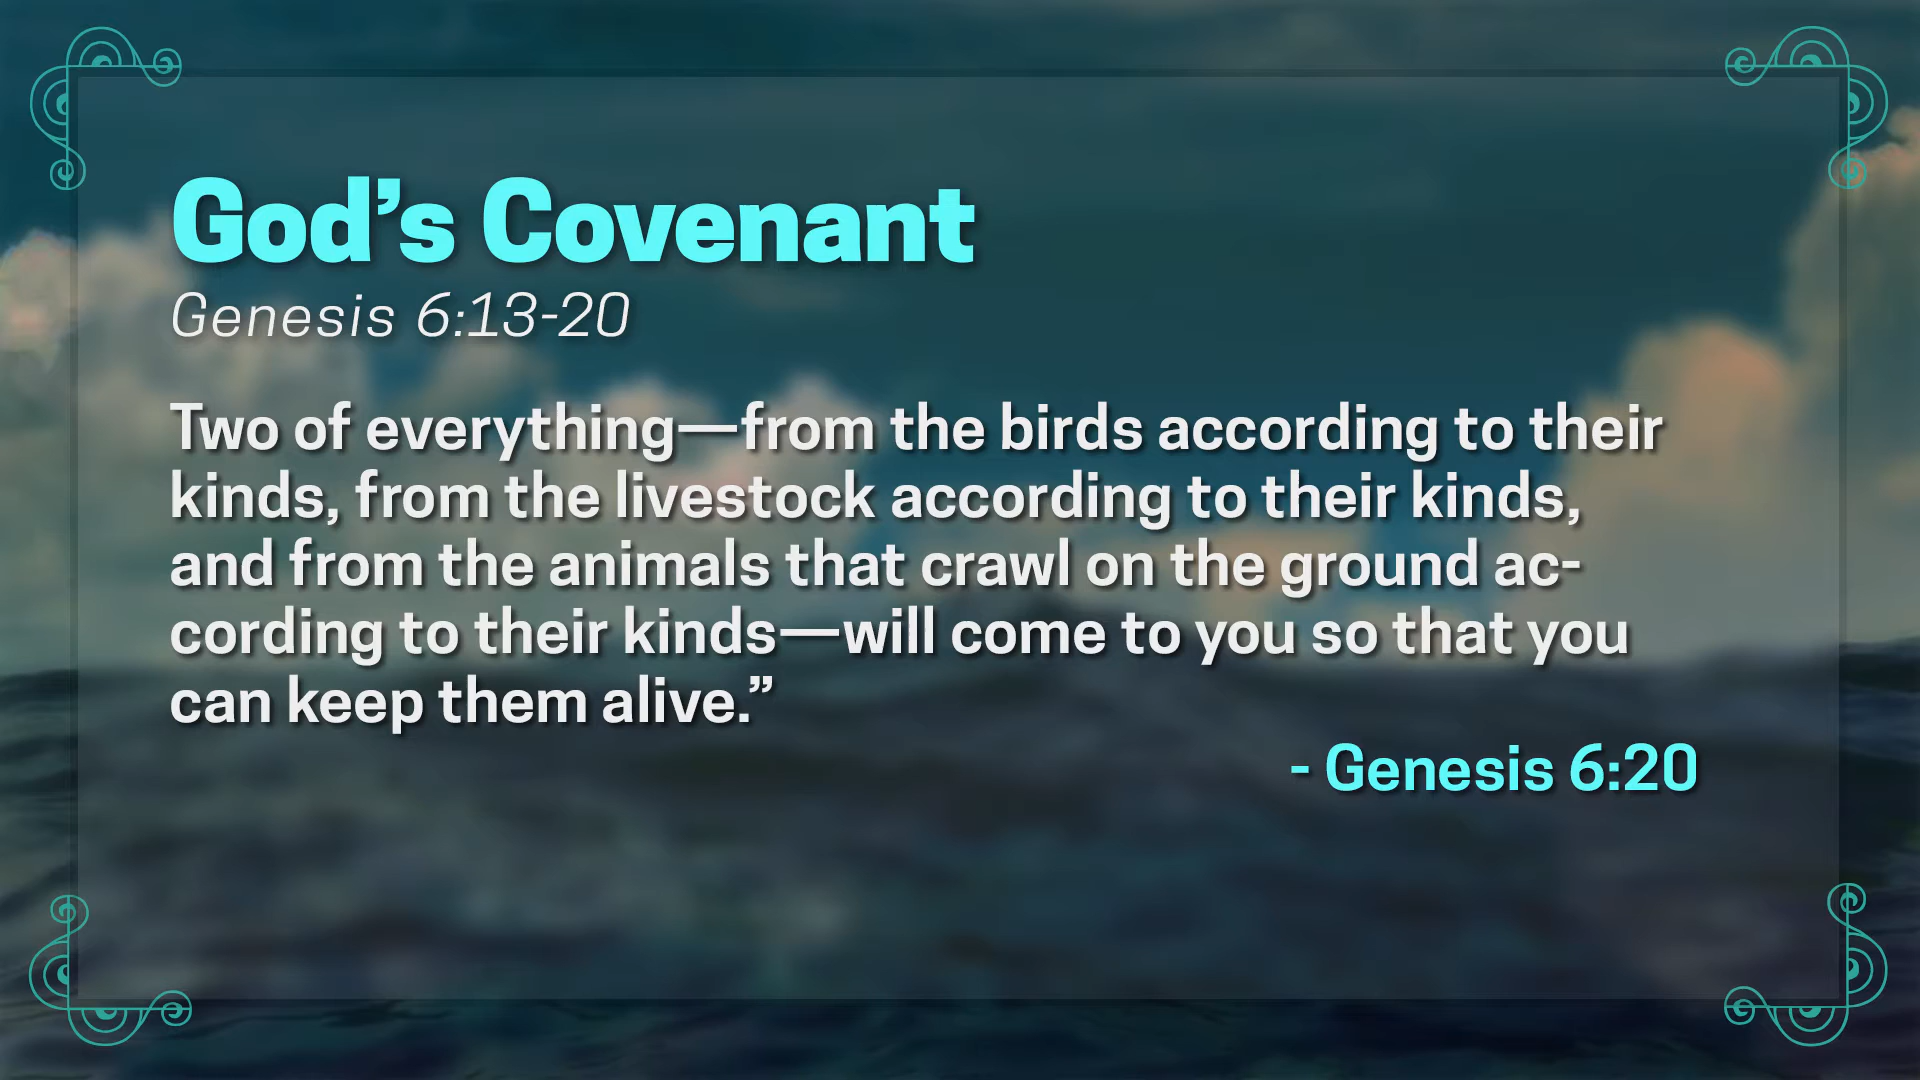 God’s Covenant
Genesis 6:13-20
Two of everything—from the birds according to their
kinds, from the livestock according to their kinds,
and from the animals that crawl on the ground ac-
cording to their kinds—will come to you so that you
can keep them alive.”
- Genesis 6:20